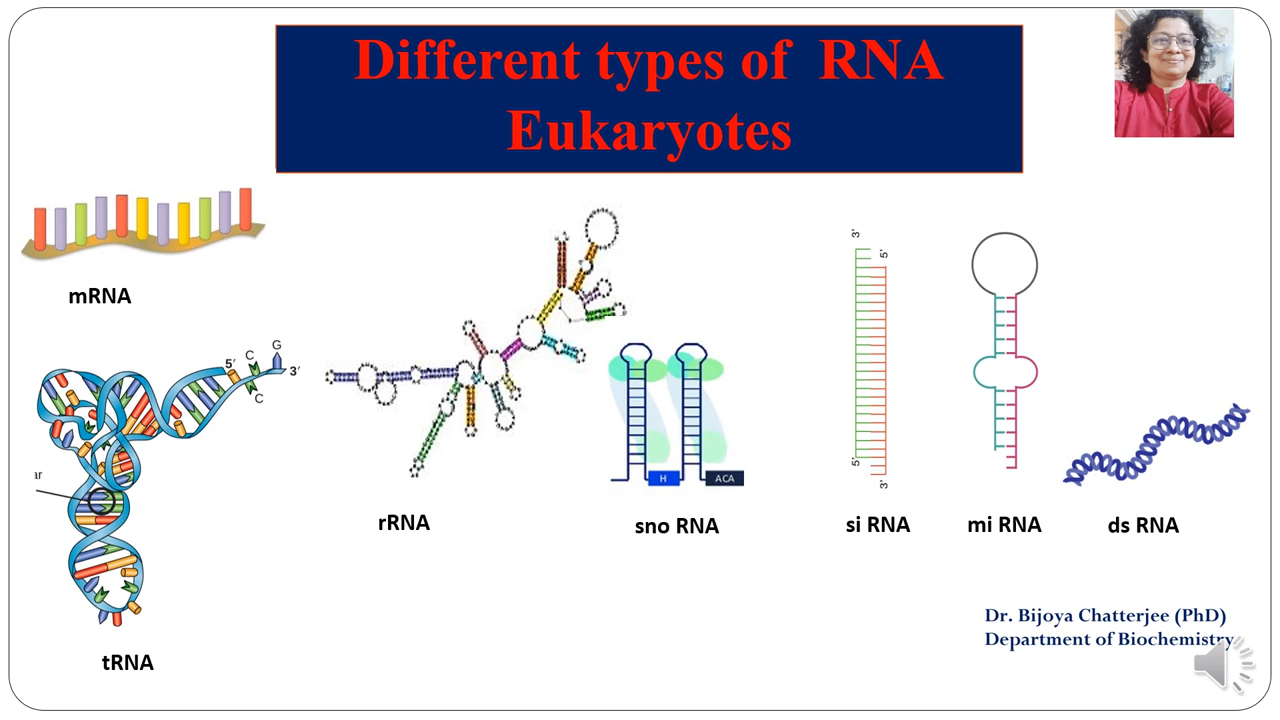 Different types of RNA
Eukaryotes
mRNA
5′
C
G
3′
C
ar
tRNA
rRNA
H
ACA
sno RNA
3'
5'
5'
3'
si RNA
mi RNA
ds RNA
Dr. Bijoya Chatterjee (PhD)
Department of Biochemistry